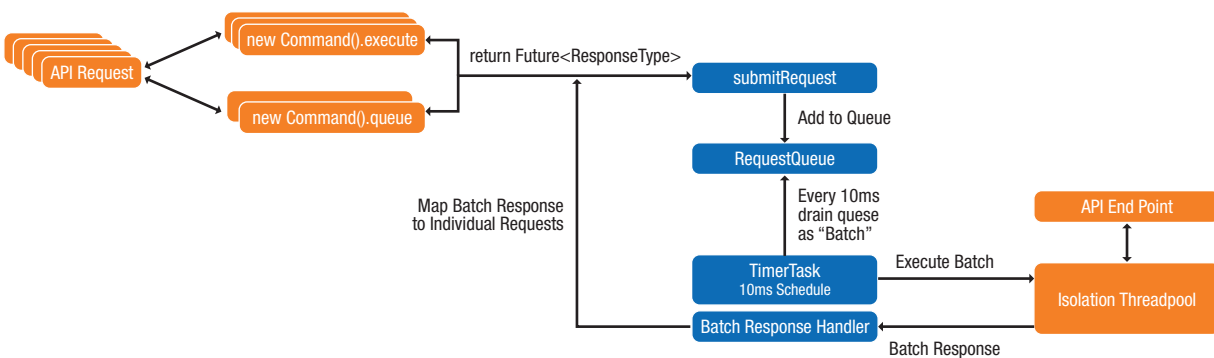 API Request
new Command().execute
new Command().queue
return Future<ResponseType>
submitRequest
Add to Queue
RequestQueue
Map Batch Response
to Individual Requests
Every 10ms
drain quese
as “Batch”
TimerTask
10ms Schedule
Batch Response Handler
Execute Batch
Batch Response
API End Point
Isolation Threadpool